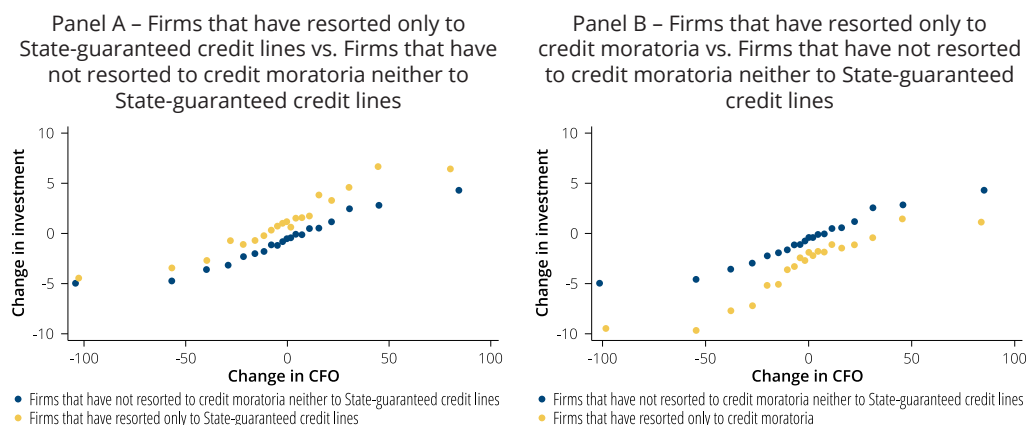 Panel A – Firms that have resorted only to
State-guaranteed credit lines vs. Firms that have
not resorted to credit moratoria neither to
State-guaranteed credit lines
10
5
0
-5
-10
Change in investment
-100
-50
0
50
100
Change in CFO
Firms that have not resorted to credit moratoria neither to State-guaranteed credit lines
Firms that have resorted only to State-guaranteed credit lines
Panel B – Firms that have resorted only to
credit moratoria vs. Firms that have not resorted
to credit moratoria neither to State-guaranteed
credit lines
10
5
0
-5
-10
Change in investment
-100
-50
0
50
100
Change in CFO
Firms that have not resorted to credit moratoria neither to State-guaranteed credit lines
Firms that have resorted only to credit moratoria